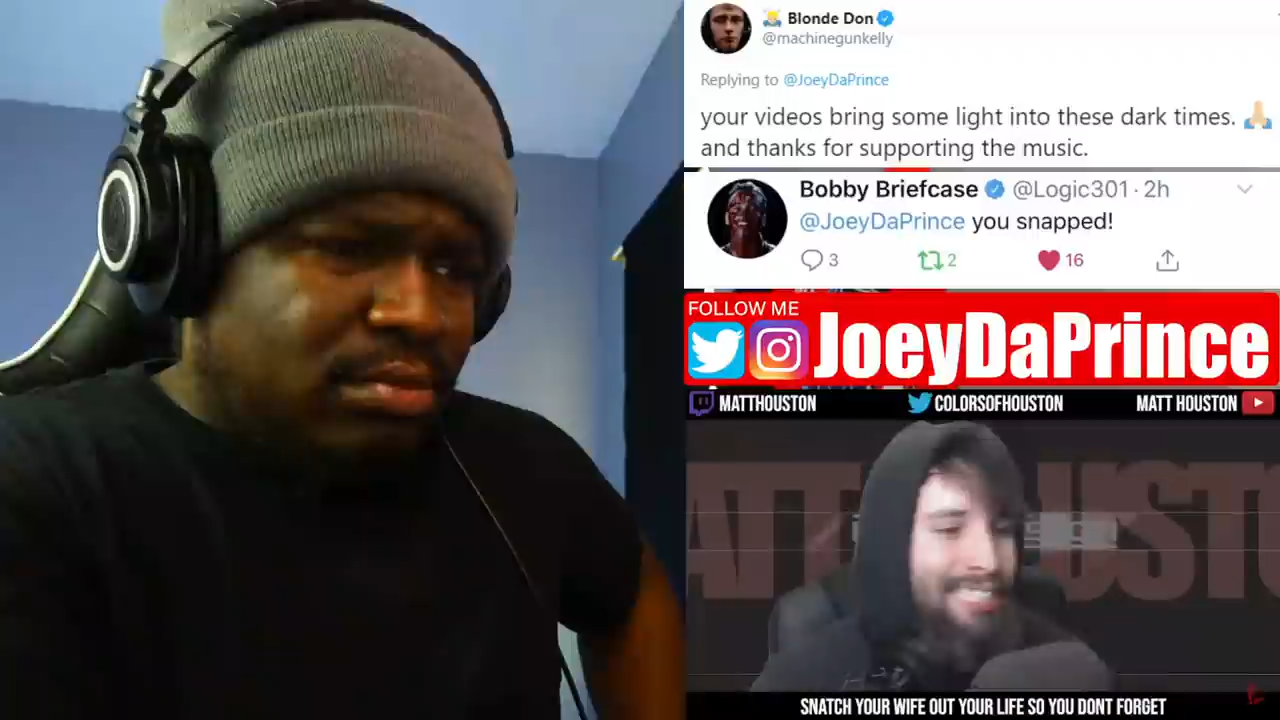 Blonde Don
@machinegunkelly
Replying to @JoeyDaPrince
your videos bring some light into these dark times. 🙏🏻
and thanks for supporting the music.
Bobby Briefcase @Logic301 · 2h
@JoeyDaPrince you snapped!
3 2 16
FOLLOW ME
JoeyDaPrince
MATTHOUSTON COLORSOFHOUSTON MATT HOUSTON
SNATCH YOUR WIFE OUT YOUR LIFE SO YOU DONT FORGET